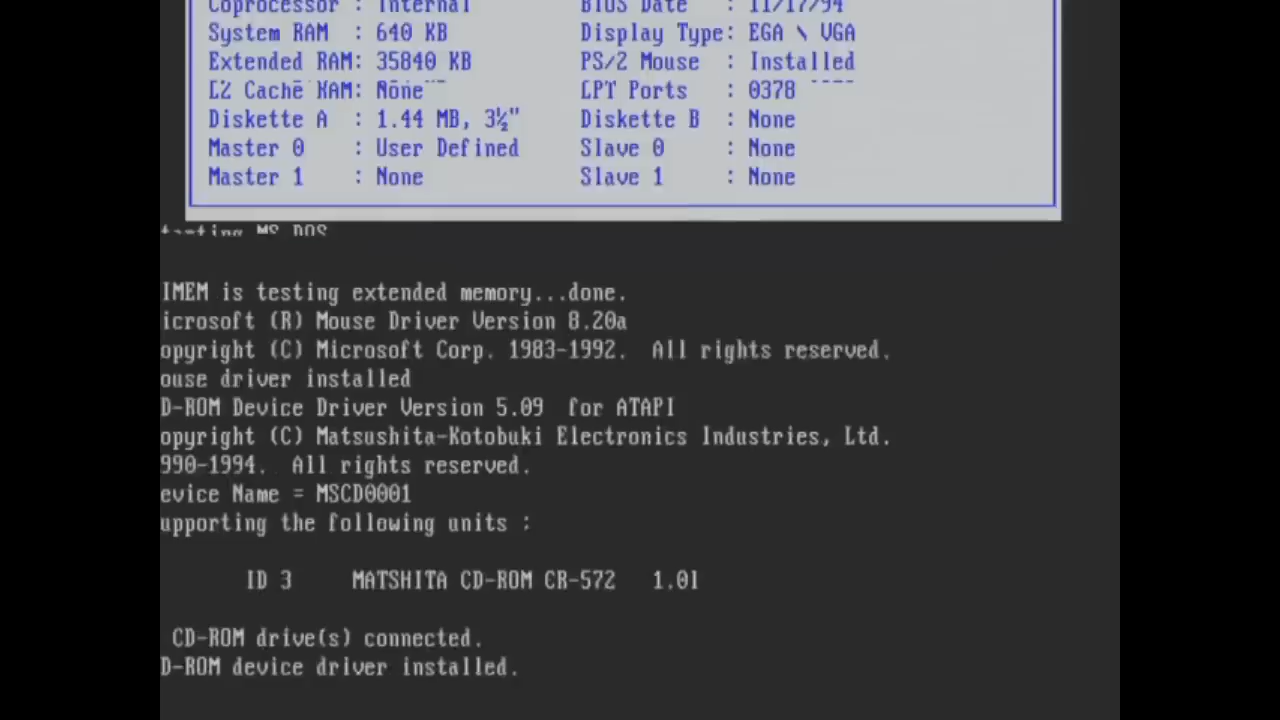 Coprocessor : Internal BIOS Date : 11/17/94
System RAM : 640 KB Display Type: EGA \ VGA
Extended RAM: 35840 KB PS/2 Mouse : Installed
L2 Cache RAM: None LPT Ports : 0378
Diskette A : 1.44 MB, 3½" Diskette B : None
Master 0 : User Defined Slave 0 : None
Master 1 : None Slave 1 : None
MS DOS
IMEM is testing extended memory...done.
icrosoft (R) Mouse Driver Version 8.20a
opyright (C) Microsoft Corp. 1983-1992. All rights reserved.
ouse driver installed
D-ROM Device Driver Version 5.09 for ATAPI
opyright (C) Matsushita-Kotobuki Electronics Industries, Ltd.
990-1994. All rights reserved.
evice Name = MSCD0001
upporting the following units :
ID 3 MATSHITA CD-ROM CR-572 1.0l
CD-ROM drive(s) connected.
D-ROM device driver installed.